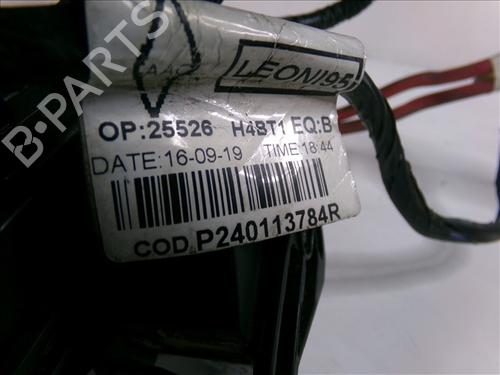 LEONI95
OP:25526 H4BT1 EQ:B
DATE:16-09-19 TIME 18:44
COD.P240113784R
B-PARTS